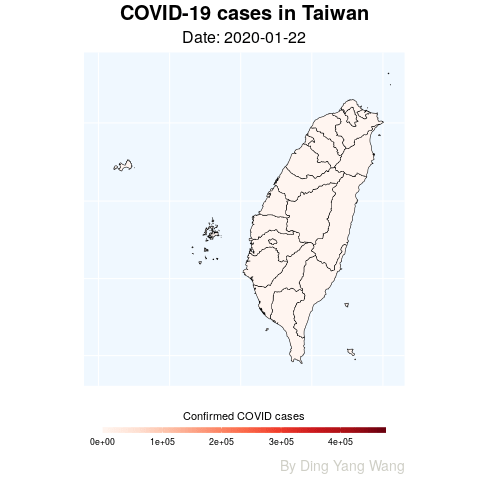 COVID-19 cases in Taiwan
Date: 2020-01-22
Confirmed COVID cases
0e+00 1e+05 2e+05 3e+05 4e+05
By Ding Yang Wang